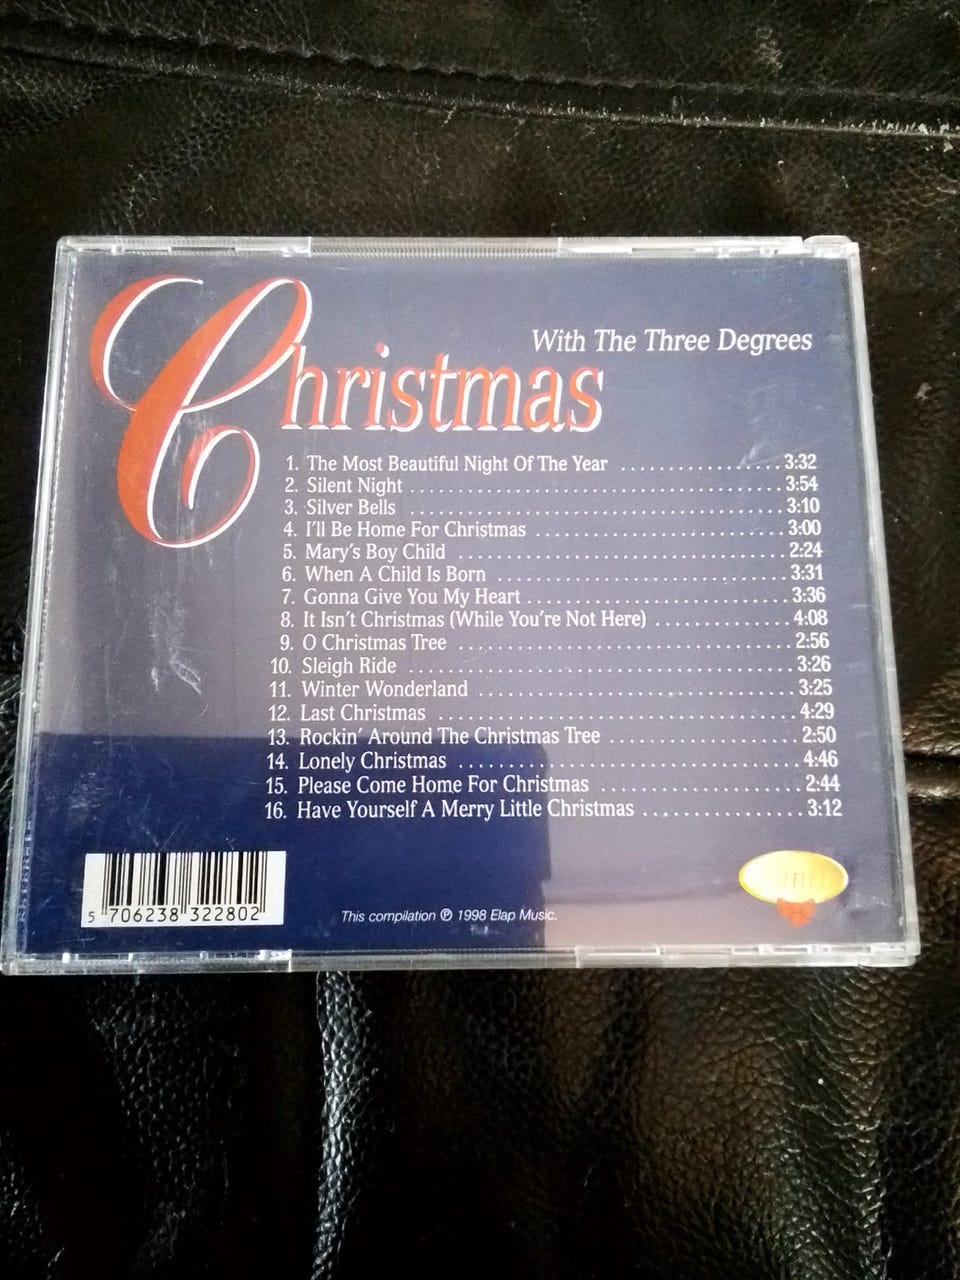 Christmas
With The Three Degrees
1. The Most Beautiful Night Of The Year ................ 3:32
2. Silent Night ................ 3:54
3. Silver Bells ................ 3:10
4. I'll Be Home For Christmas ................ 3:00
5. Mary's Boy Child ................ 2:24
6. When A Child Is Born ................ 3:31
7. Gonna Give You My Heart ................ 3:36
8. It Isn't Christmas (While You're Not Here) ................ 4:08
9. O Christmas Tree ................ 2:56
10. Sleigh Ride ................ 3:26
11. Winter Wonderland ................ 3:25
12. Last Christmas ................ 4:29
13. Rockin' Around The Christmas Tree ................ 2:50
14. Lonely Christmas ................ 4:46
15. Please Come Home For Christmas ................ 2:44
16. Have Yourself A Merry Little Christmas ................ 3:12
5 706238 322802
This compilation ℗ 1998 Elap Music.